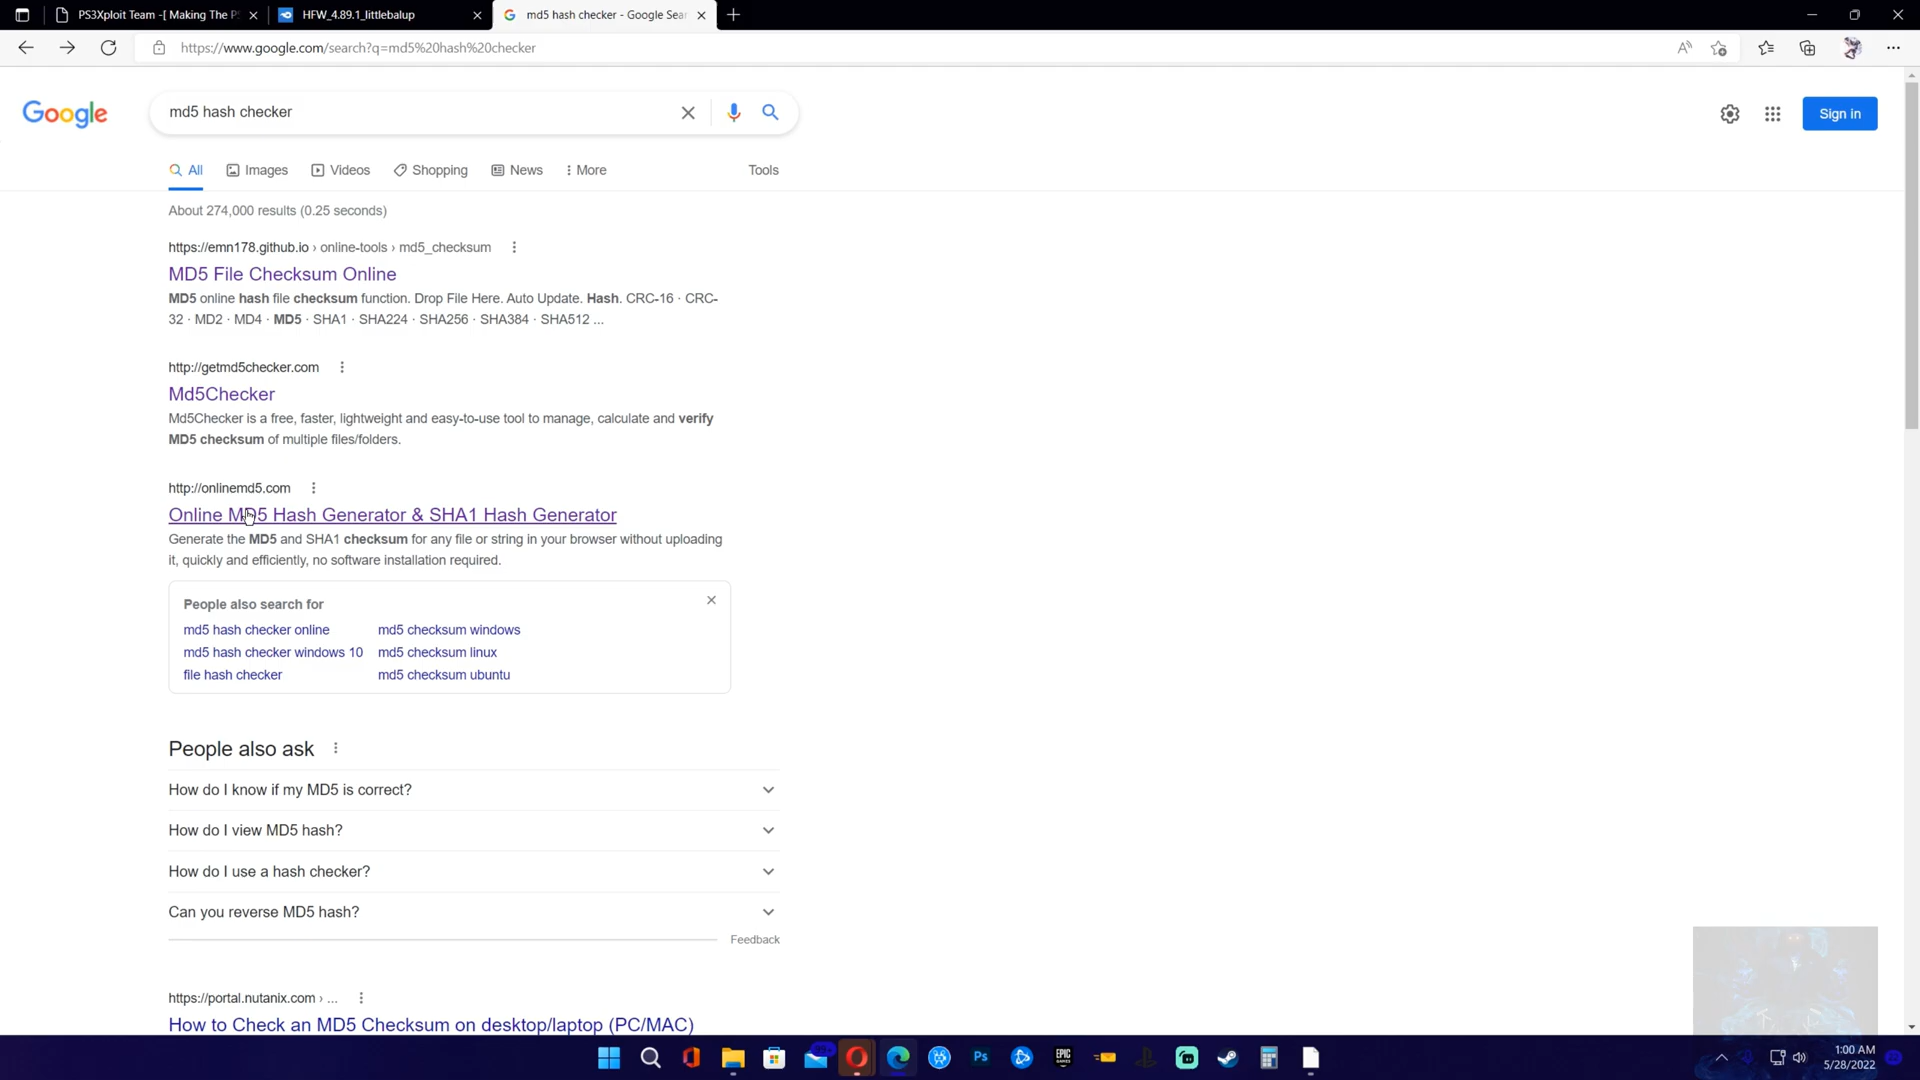 PS3Xploit Team -[ Making The P
HFW_4.89.1_littlebalup
md5 hash checker - Google Sear
https://www.google.com/search?q=md5%20hash%20checker
Google
md5 hash checker
Sign in
All
Images
Videos
Shopping
News
More
Tools
About 274,000 results (0.25 seconds)
https://emn178.github.io › online-tools › md5_checksum
MD5 File Checksum Online
MD5 online hash file checksum function. Drop File Here. Auto Update. Hash. CRC-16 · CRC-
32 · MD2 · MD4 · MD5 · SHA1 · SHA224 · SHA256 · SHA384 · SHA512 ...
http://getmd5checker.com
Md5Checker
Md5Checker is a free, faster, lightweight and easy-to-use tool to manage, calculate and verify
MD5 checksum of multiple files/folders.
http://onlinemd5.com
Online MD5 Hash Generator & SHA1 Hash Generator
Generate the MD5 and SHA1 checksum for any file or string in your browser without uploading
it, quickly and efficiently, no software installation required.
People also search for
md5 hash checker online
md5 checksum windows
md5 hash checker windows 10
md5 checksum linux
file hash checker
md5 checksum ubuntu
People also ask
How do I know if my MD5 is correct?
How do I view MD5 hash?
How do I use a hash checker?
Can you reverse MD5 hash?
Feedback
https://portal.nutanix.com › ...
How to Check an MD5 Checksum on desktop/laptop (PC/MAC)
Ps
EPIC
GAMES
1:00 AM
5/28/2022